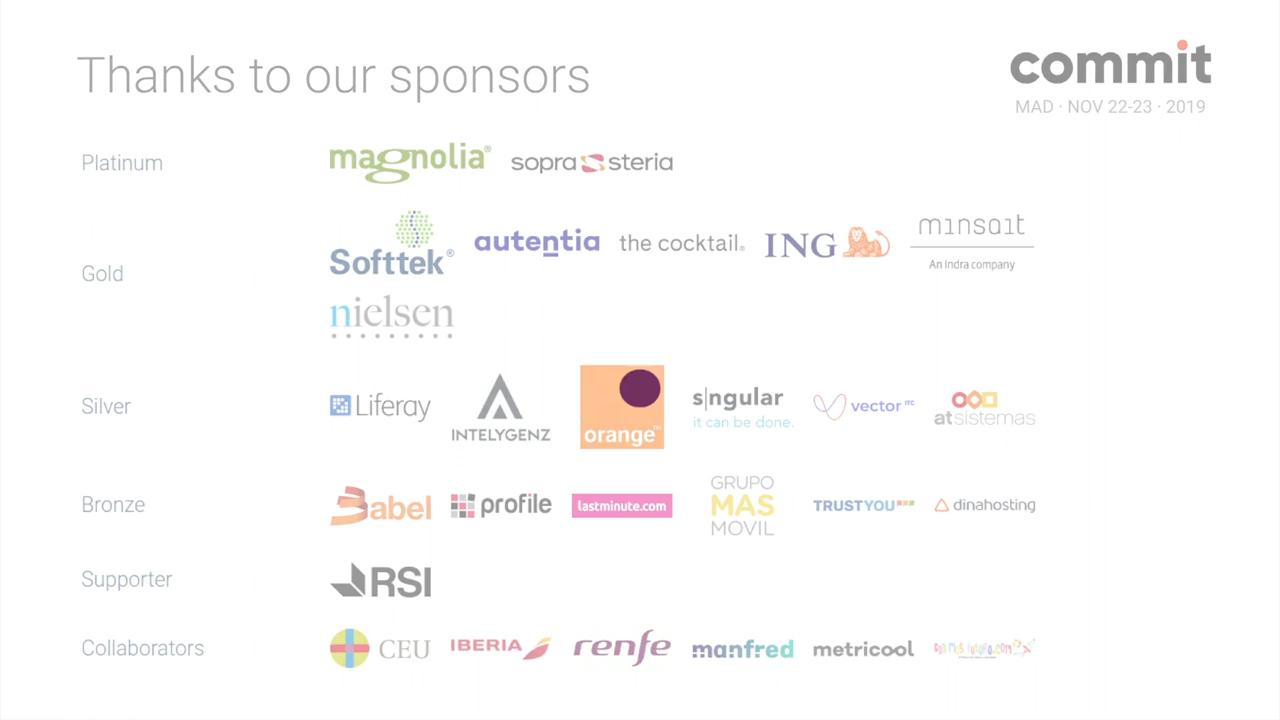 Thanks to our sponsors
commit
MAD · NOV 22-23 · 2019
Platinum
magnolia®
sopra steria
Gold
Softtek®
autentia
the cocktail®
ING
minsait
An Indra company
nielsen
Silver
Liferay
INTELYGENZ
orange™
s|ngular
it can be done.
vector ITC
atsistemas
Bronze
Babel
profile
lastminute.com
GRUPO
MAS
MOVIL
TRUSTYOU
dinahosting
Supporter
RSI
Collaborators
CEU
IBERIA
renfe
manfred
metricool